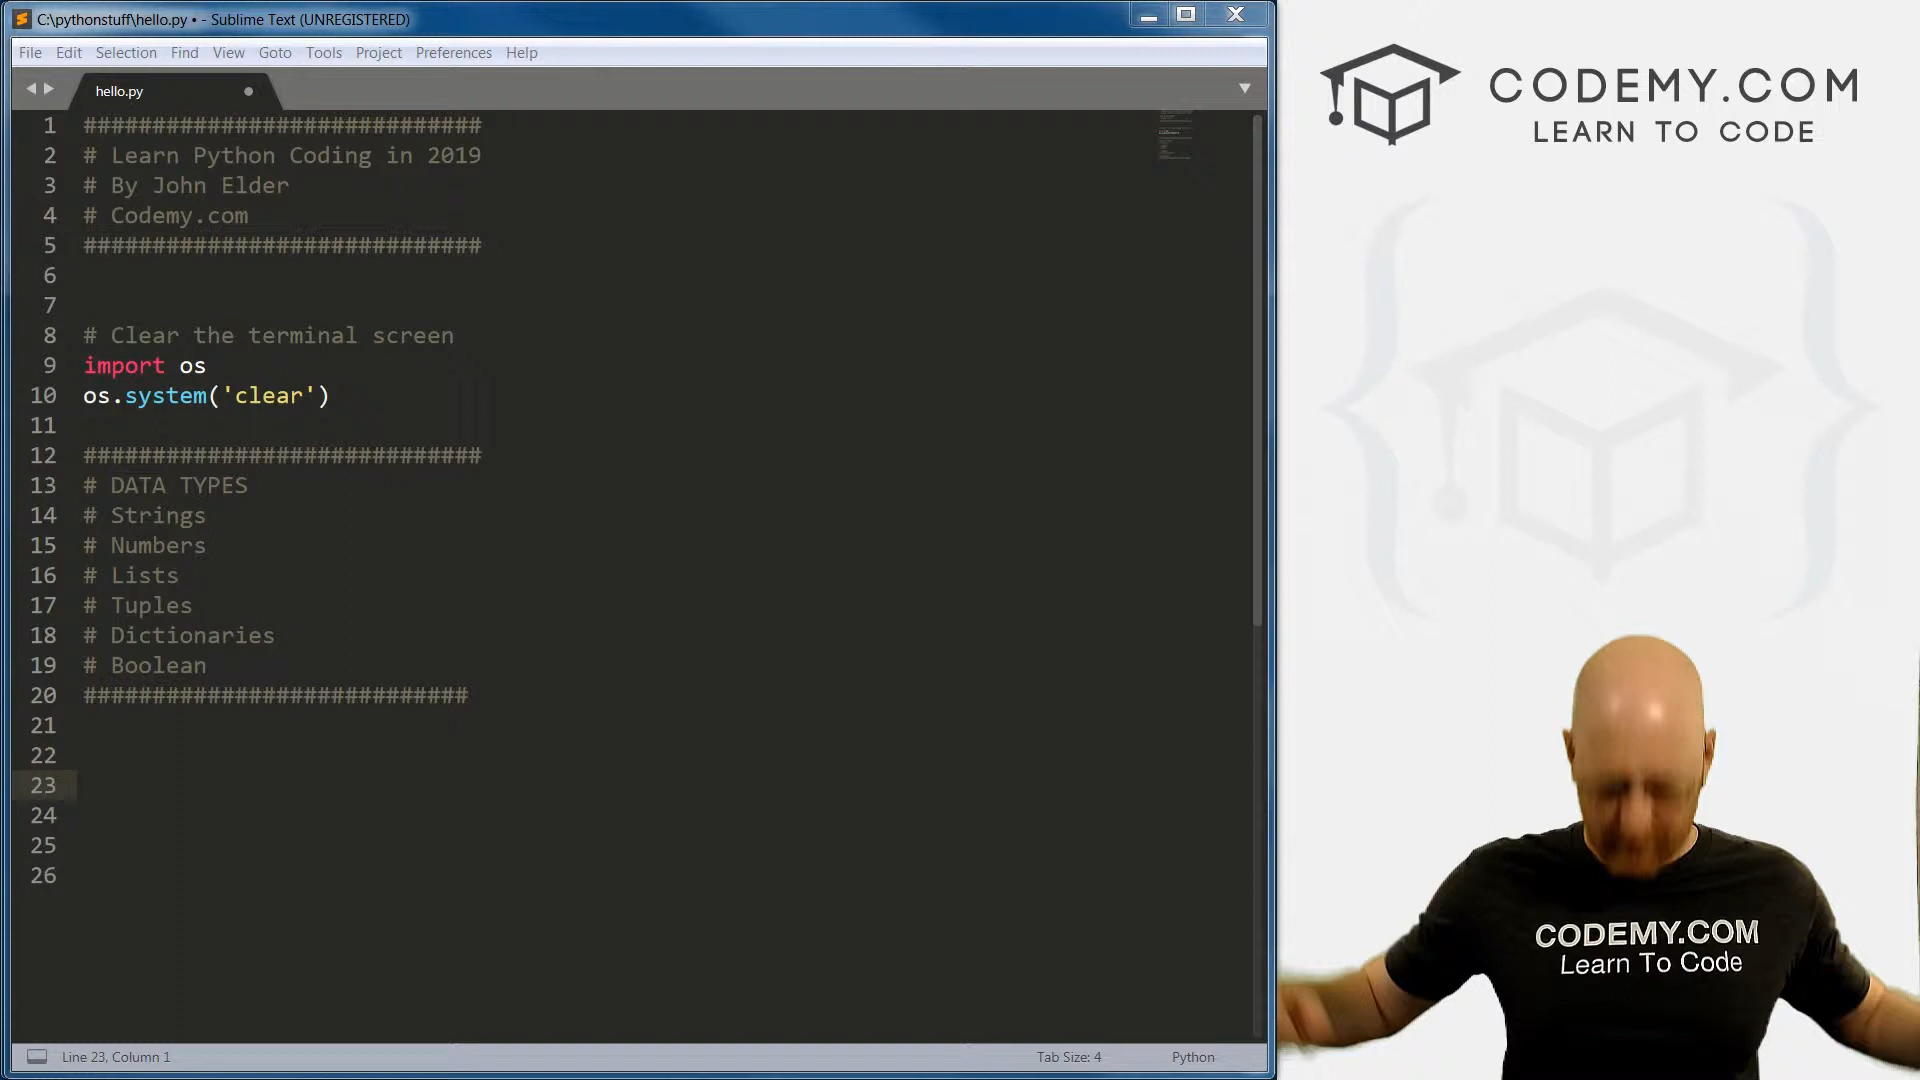 C:\pythonstuff\hello.py • - Sublime Text (UNREGISTERED)
File Edit Selection Find View Goto Tools Project Preferences Help
hello.py
1 #############################
2 # Learn Python Coding in 2019
3 # By John Elder
4 # Codemy.com
5 #############################
6
7
8 # Clear the terminal screen
9 import os
10 os.system('clear')
11
12 #############################
13 # DATA TYPES
14 # Strings
15 # Numbers
16 # Lists
17 # Tuples
18 # Dictionaries
19 # Boolean
20 ############################
21
22
23
24
25
26
Line 23, Column 1
Tab Size: 4
Python
CODEMY.COM
LEARN TO CODE
CODEMY.COM
Learn To Code